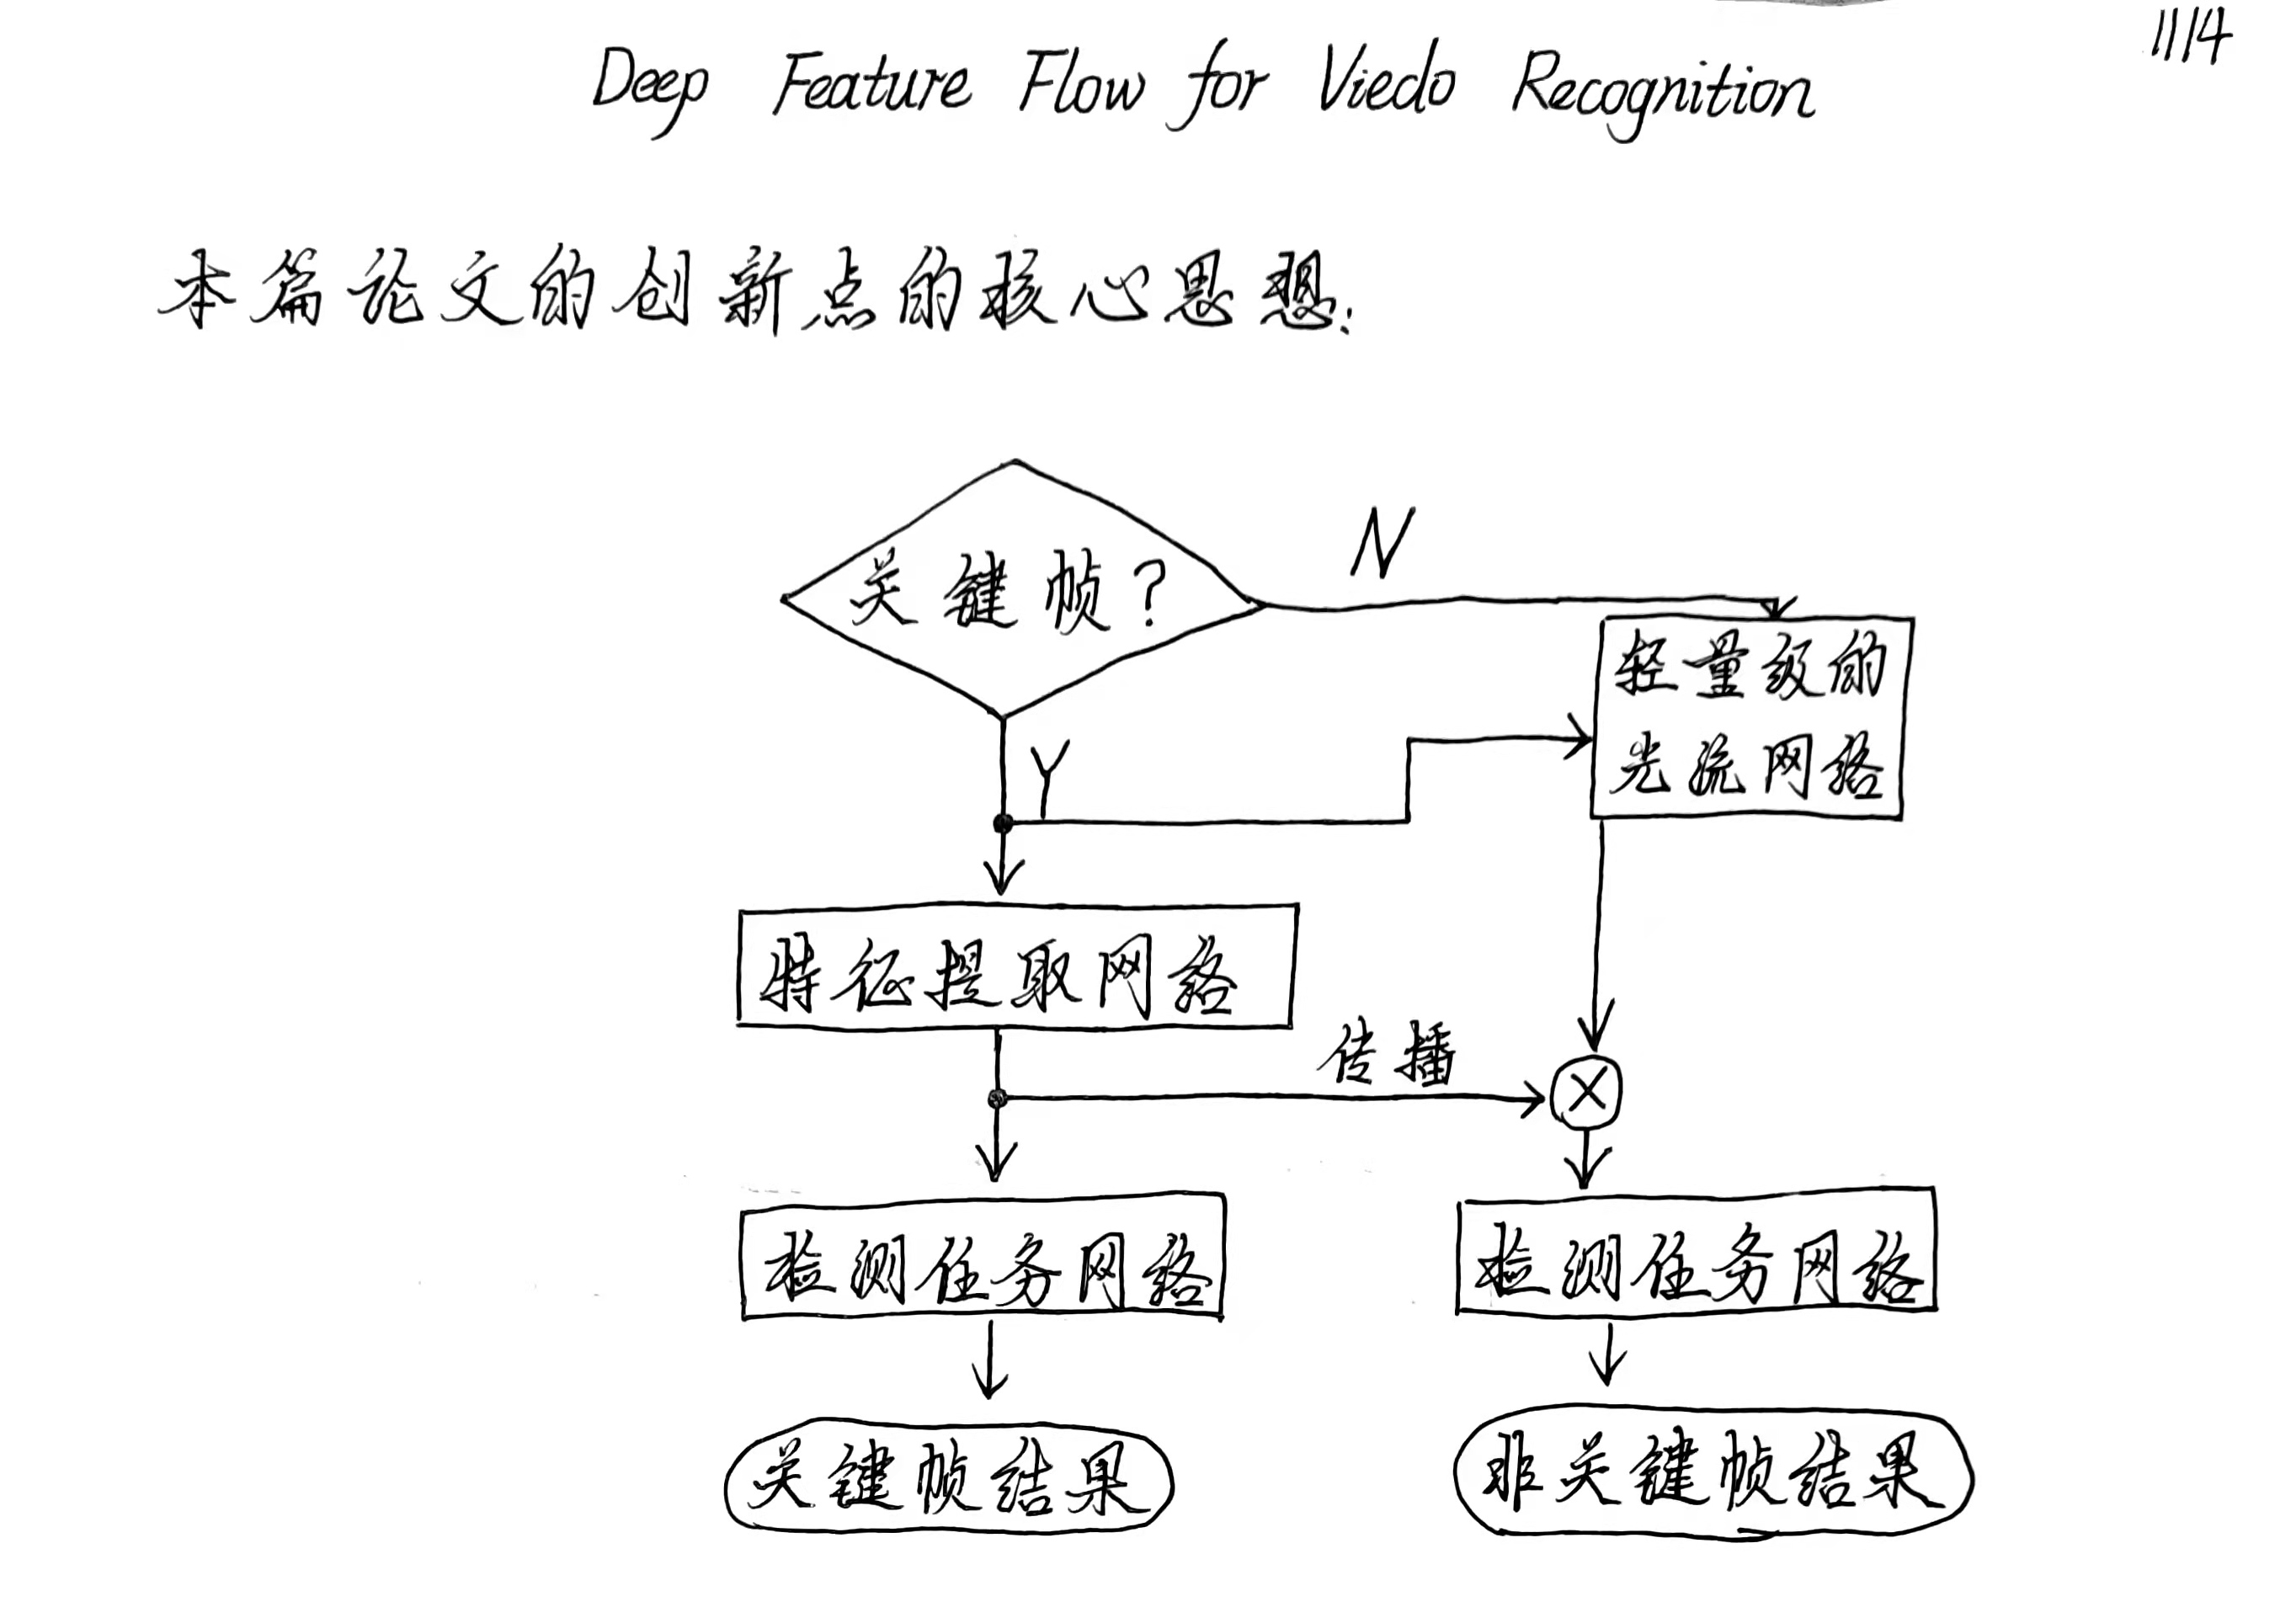 11/4
Deep Feature Flow for Viedo Recognition
本篇论文的创新点的核心思想:
关键帧?
N
轻量级的
光流网络
Y
特征提取网络
传播
X
检测任务网络
检测任务网络
关键帧结果
非关键帧结果